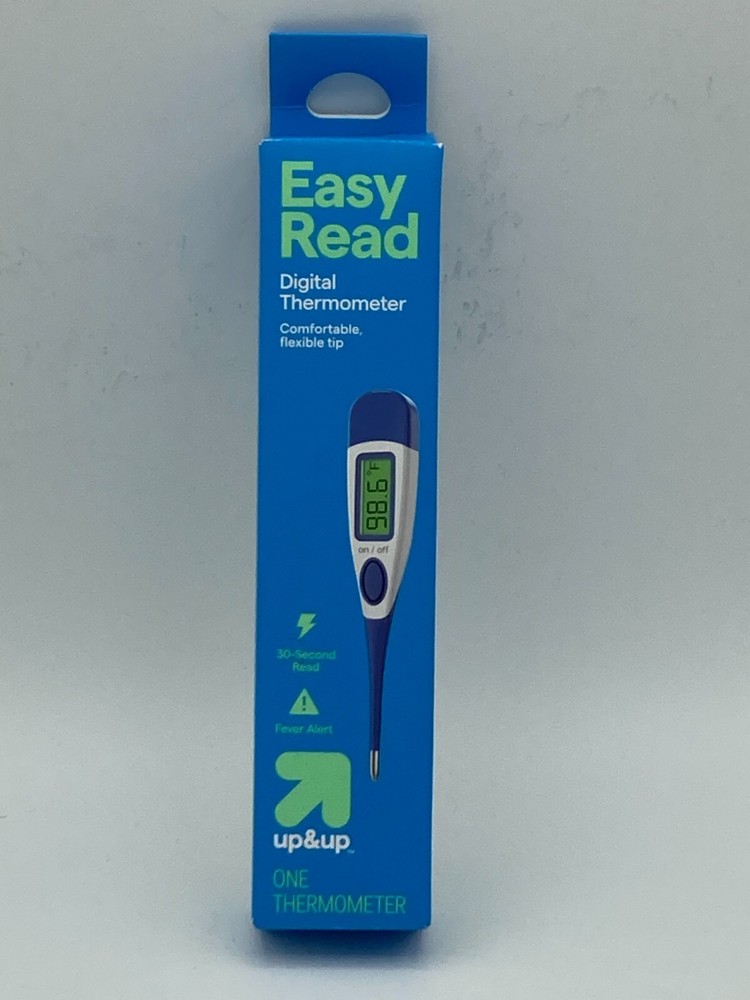 Easy
Read
Digital
Thermometer
Comfortable,
flexible tip
98.6°F
on / off
30-Second
Read
Fever Alert
up&up™
ONE
THERMOMETER